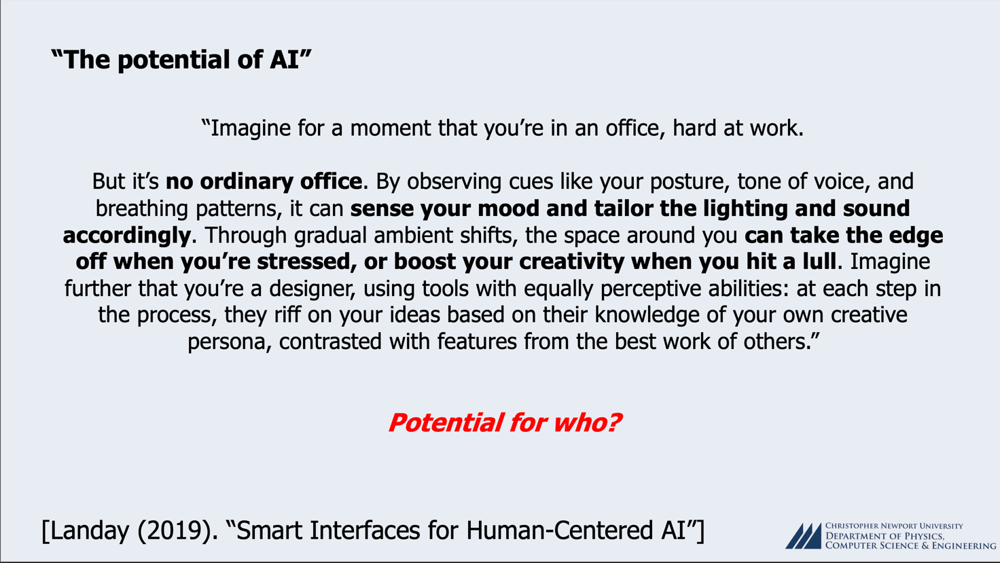 “The potential of AI”
“Imagine for a moment that you’re in an office, hard at work.
But it’s no ordinary office. By observing cues like your posture, tone of voice, and
breathing patterns, it can sense your mood and tailor the lighting and sound
accordingly. Through gradual ambient shifts, the space around you can take the edge
off when you’re stressed, or boost your creativity when you hit a lull. Imagine
further that you’re a designer, using tools with equally perceptive abilities: at each step in
the process, they riff on your ideas based on their knowledge of your own creative
persona, contrasted with features from the best work of others.”
Potential for who?
[Landay (2019). “Smart Interfaces for Human-Centered AI”]
CHRISTOPHER NEWPORT UNIVERSITY
DEPARTMENT OF PHYSICS,
COMPUTER SCIENCE & ENGINEERING